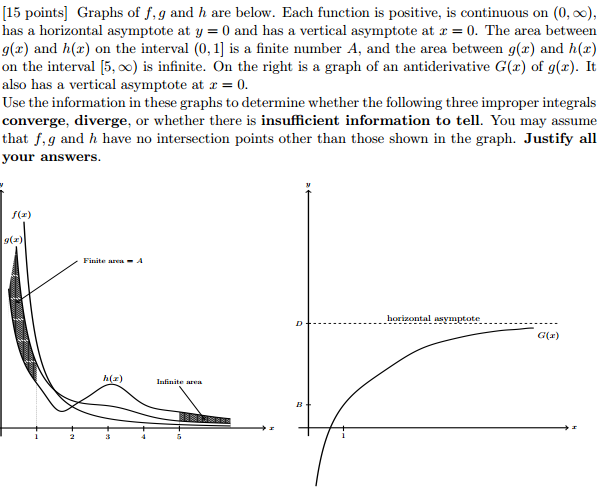 [15 points] Graphs of f, g and h are below. Each function is positive, is continuous on (0, ∞),
has a horizontal asymptote at y = 0 and has a vertical asymptote at x = 0. The area between
g(x) and h(x) on the interval (0, 1] is a finite number A, and the area between g(x) and h(x)
on the interval [5, ∞) is infinite. On the right is a graph of an antiderivative G(x) of g(x). It
also has a vertical asymptote at x = 0.
Use the information in these graphs to determine whether the following three improper integrals
converge, diverge, or whether there is insufficient information to tell. You may assume
that f, g and h have no intersection points other than those shown in the graph. Justify all
your answers.
y
f(x)
g(x)
Finite area = A
h(x)
Infinite area
x
1
2
3
4
5
y
horizontal asymptote
D
G(x)
B
x
1